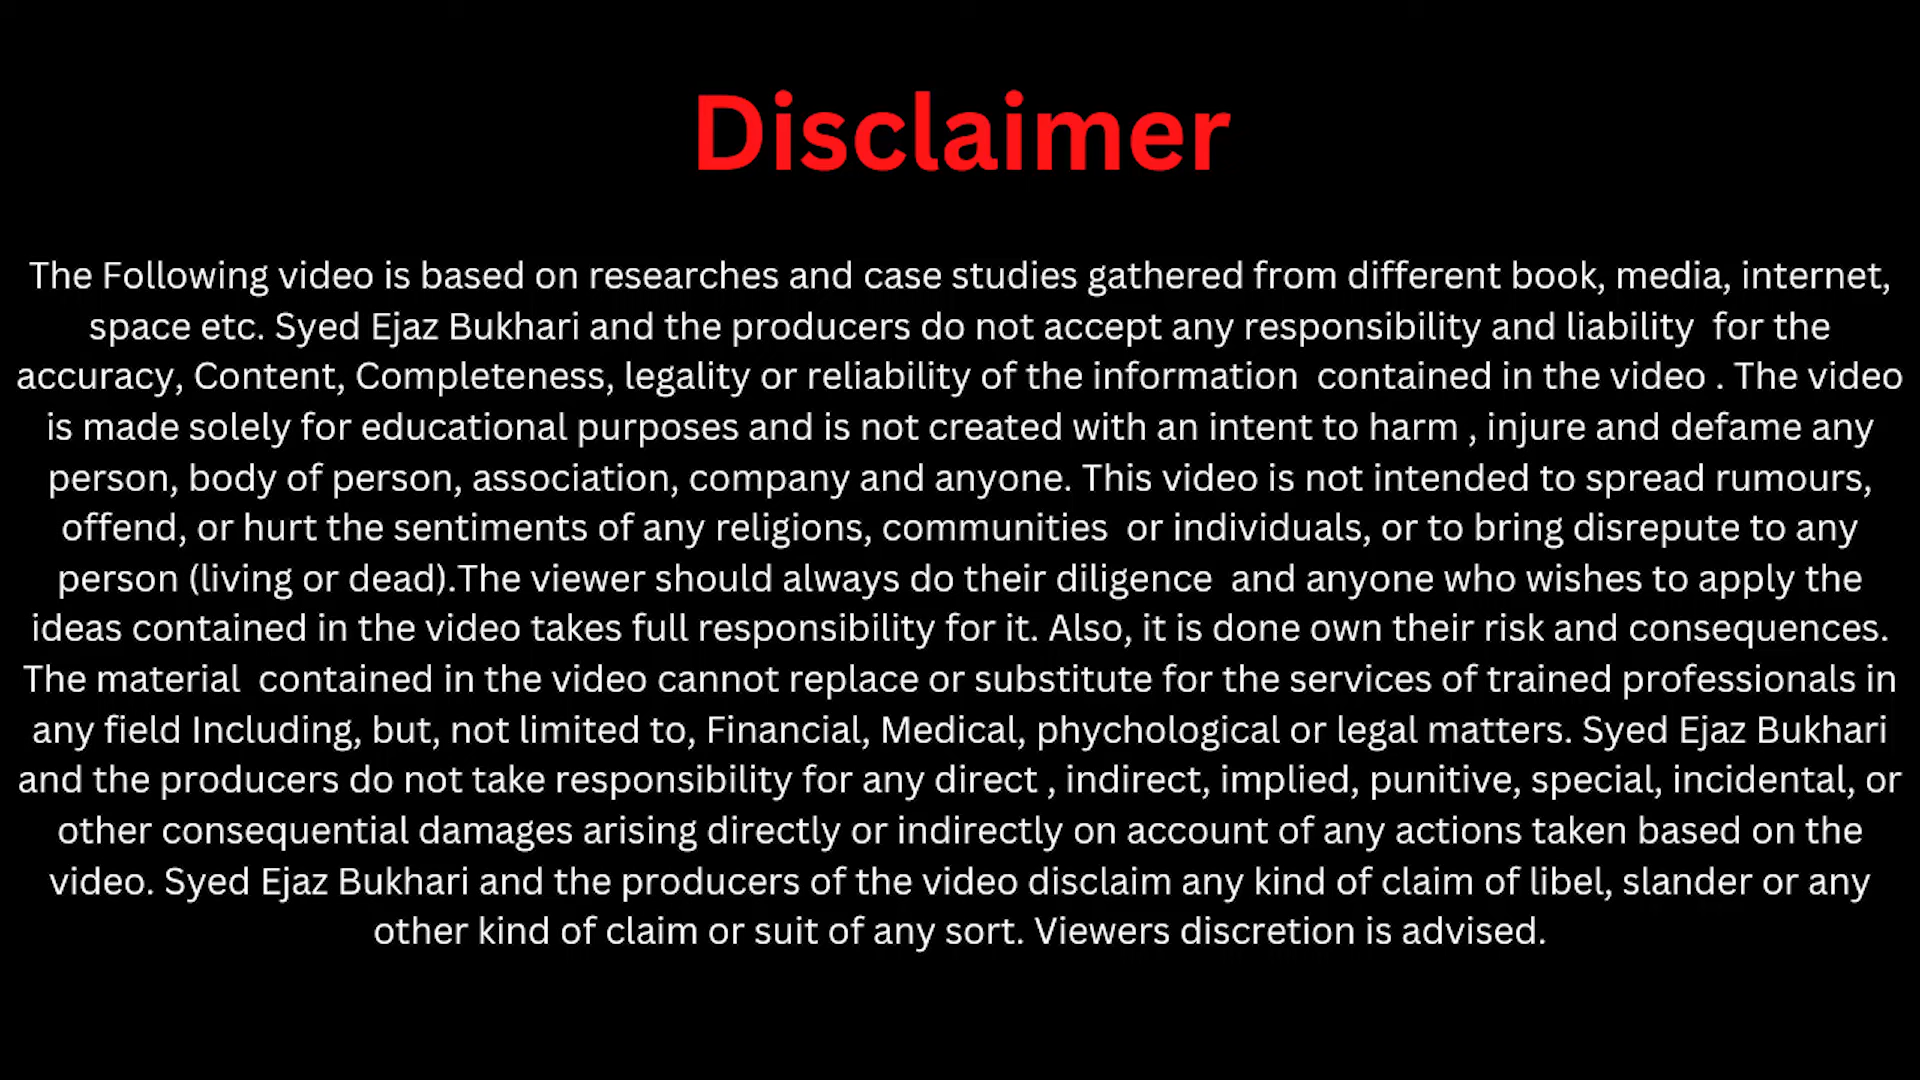 Disclaimer
The Following video is based on researches and case studies gathered from different book, media, internet,
space etc. Syed Ejaz Bukhari and the producers do not accept any responsibility and liability  for the
accuracy, Content, Completeness, legality or reliability of the information  contained in the video . The video
is made solely for educational purposes and is not created with an intent to harm , injure and defame any
person, body of person, association, company and anyone. This video is not intended to spread rumours,
offend, or hurt the sentiments of any religions, communities  or individuals, or to bring disrepute to any
person (living or dead).The viewer should always do their diligence  and anyone who wishes to apply the
ideas contained in the video takes full responsibility for it. Also, it is done own their risk and consequences.
The material  contained in the video cannot replace or substitute for the services of trained professionals in
any field Including, but, not limited to, Financial, Medical, phychological or legal matters. Syed Ejaz Bukhari
and the producers do not take responsibility for any direct , indirect, implied, punitive, special, incidental, or
other consequential damages arising directly or indirectly on account of any actions taken based on the
video. Syed Ejaz Bukhari and the producers of the video disclaim any kind of claim of libel, slander or any
other kind of claim or suit of any sort. Viewers discretion is advised.